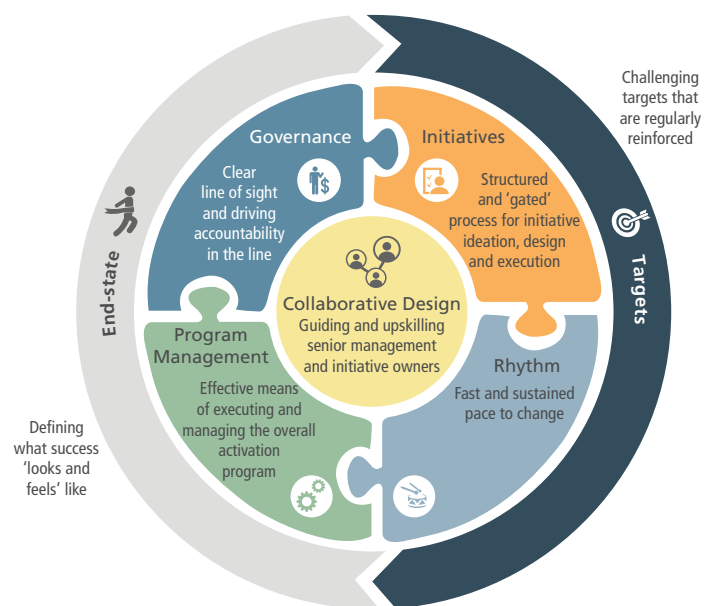 Challenging
targets that
are regularly
reinforced
Governance
Clear
line of sight
and driving
accountability
in the line
Initiatives
Structured
and ‘gated’
process for initiative
ideation, design
and execution
End-state
Targets
Collaborative Design
Guiding and upskilling
senior management
and initiative owners
Program
Management
Effective means
of executing and
managing the overall
activation
program
Rhythm
Fast and sustained
pace to change
Defining
what success
‘looks and
feels’ like